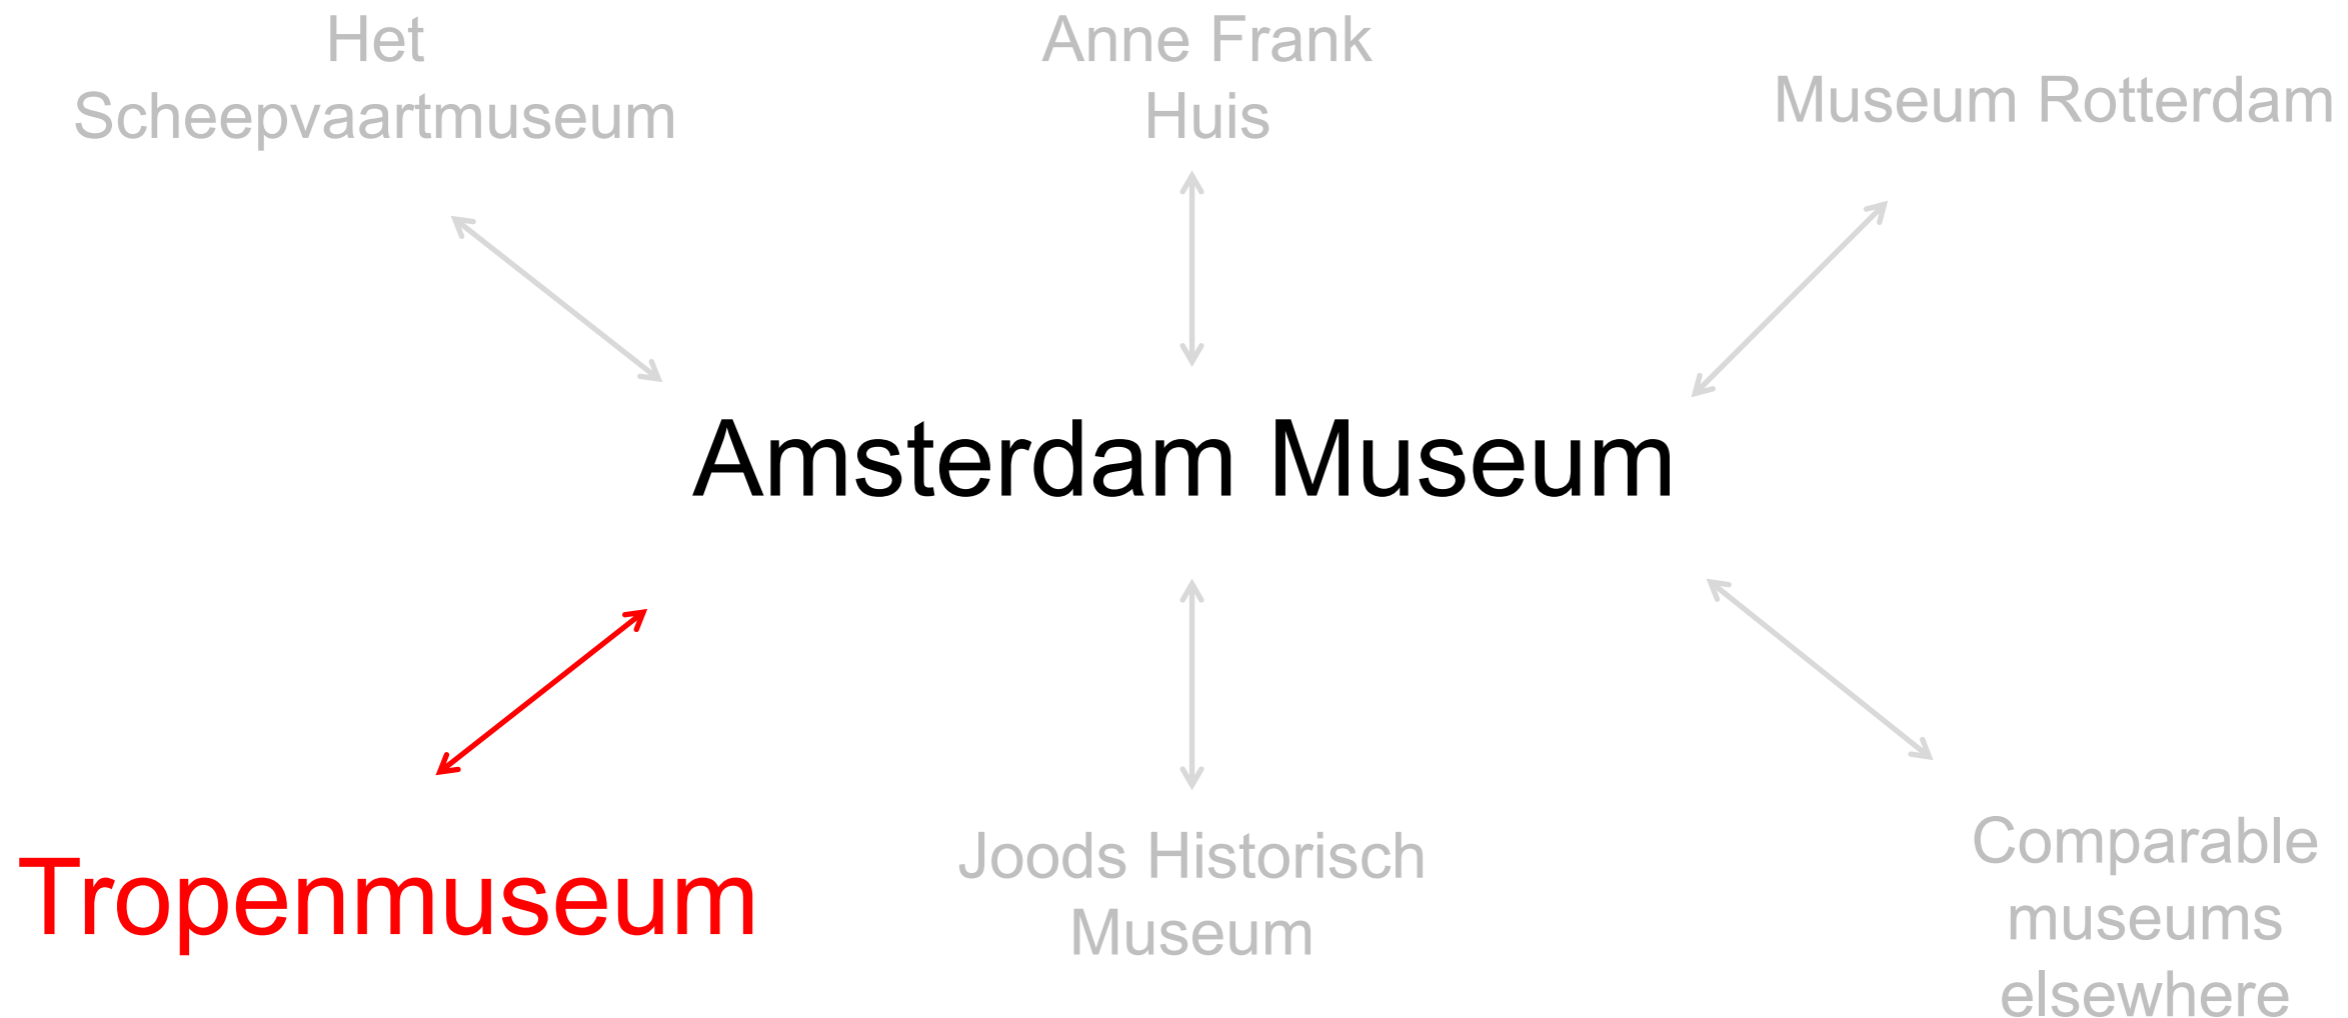 Het
Scheepvaartmuseum
Anne Frank
Huis
Museum Rotterdam
Amsterdam Museum
Tropenmuseum
Joods Historisch
Museum
Comparable
museums
elsewhere